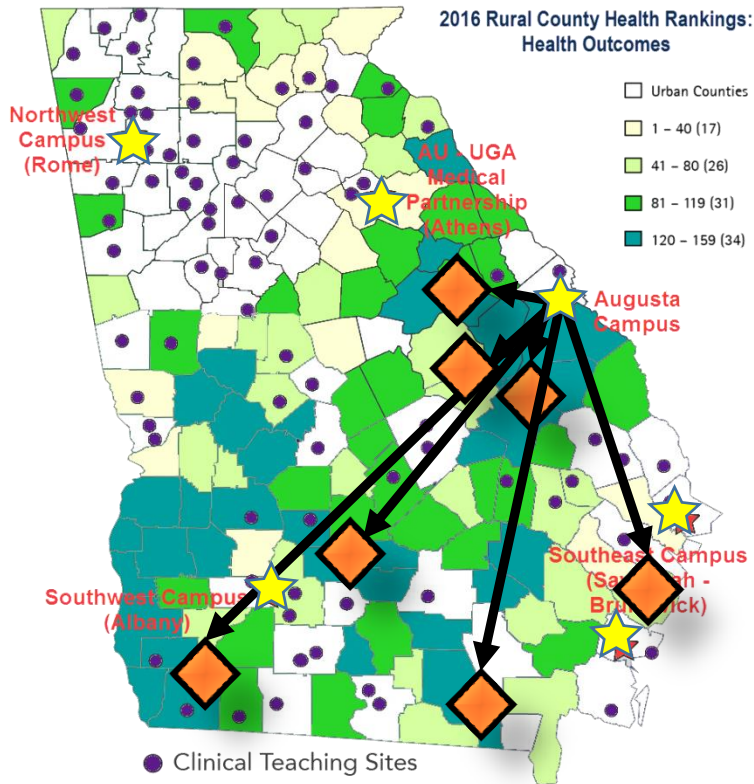 2016 Rural County Health Rankings:
Health Outcomes
Urban Counties
1 – 40 (17)
41 – 80 (26)
81 – 119 (31)
120 – 159 (34)
Northwest
Campus
(Rome)
AU - UGA
Medical
Partnership
(Athens)
Augusta
Campus
Southeast Campus
(Savannah -
Brunswick)
Southwest Campus
(Albany)
Clinical Teaching Sites